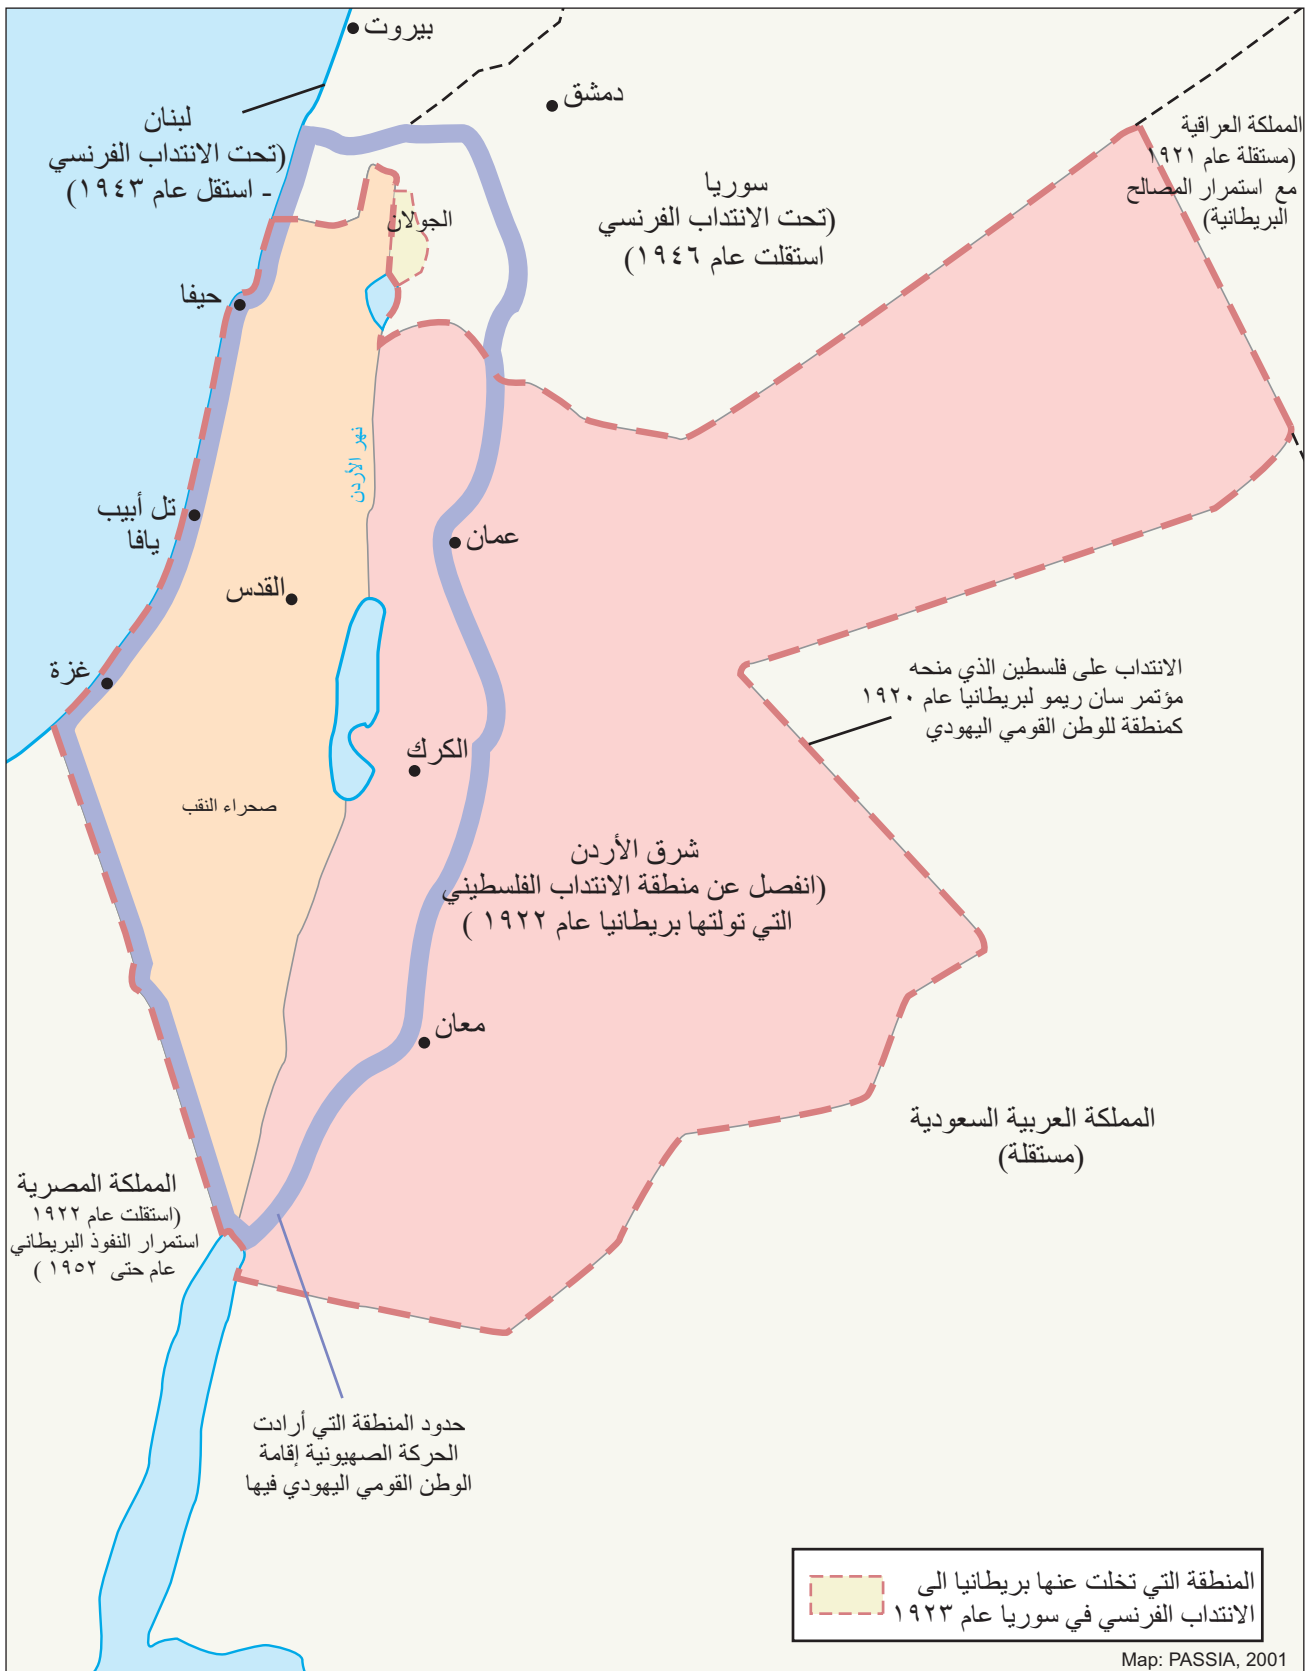 بيروت
دمشق
لبنان
(تحت الانتداب الفرنسي
- استقل عام ١٩٤٣)
المملكة العراقية
(مستقلة عام ١٩٢١
مع استمرار المصالح
البريطانية)
سوريا
(تحت الانتداب الفرنسي
استقلت عام ١٩٤٦)
الجولان
حيفا
نهر الأردن
تل أبيب
يافا
عمان
القدس
غزة
الانتداب على فلسطين الذي منحه
مؤتمر سان ريمو لبريطانيا عام ١٩٢٠
كمنطقة للوطن القومي اليهودي
الكرك
صحراء النقب
شرق الأردن
(انفصل عن منطقة الانتداب الفلسطيني
التي تولتها بريطانيا عام ١٩٢٢ )
معان
المملكة العربية السعودية
(مستقلة)
المملكة المصرية
(استقلت عام ١٩٢٢
استمرار النفوذ البريطاني
عام حتى ١٩٥٢ )
حدود المنطقة التي أرادت
الحركة الصهيونية إقامة
الوطن القومي اليهودي فيها
المنطقة التي تخلت عنها بريطانيا الى
الانتداب الفرنسي في سوريا عام ١٩٢٣
Map: PASSIA, 2001